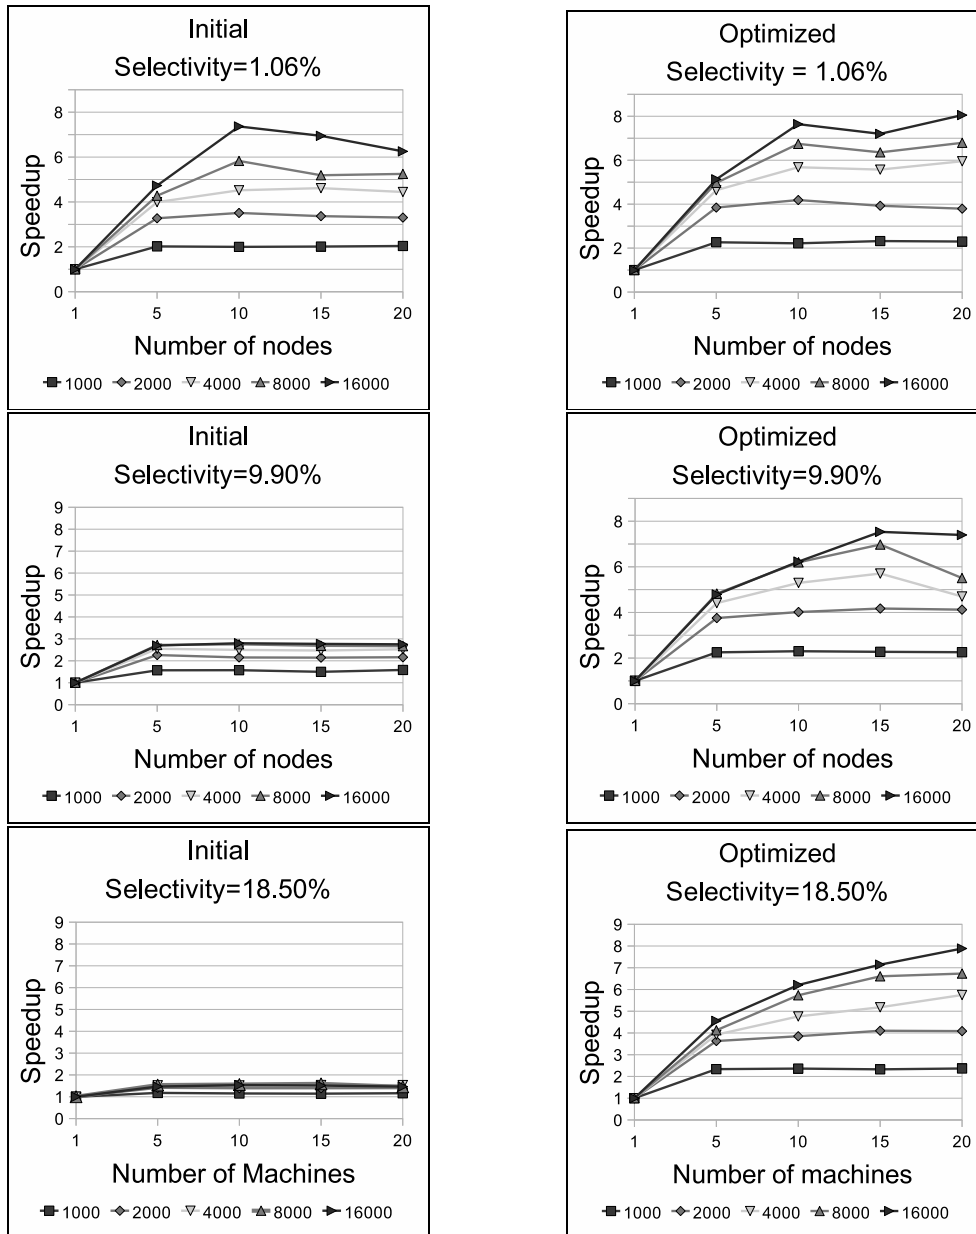 Initial
Selectivity=1.06%
Speedup
8
6
4
2
0
1 5 10 15 20
Number of nodes
1000 2000 4000 8000 16000
Optimized
Selectivity = 1.06%
Speedup
8
6
4
2
0
1 5 10 15 20
Number of nodes
1000 2000 4000 8000 16000
Initial
Selectivity=9.90%
Speedup
9
8
7
6
5
4
3
2
1
0
1 5 10 15 20
Number of nodes
1000 2000 4000 8000 16000
Optimized
Selectivity=9.90%
Speedup
8
6
4
2
0
1 5 10 15 20
Number of nodes
1000 2000 4000 8000 16000
Initial
Selectivity=18.50%
Speedup
9
8
7
6
5
4
3
2
1
0
1 5 10 15 20
Number of Machines
1000 2000 4000 8000 16000
Optimized
Selectivity=18.50%
Speedup
9
8
7
6
5
4
3
2
1
0
1 5 10 15 20
Number of machines
1000 2000 4000 8000 16000